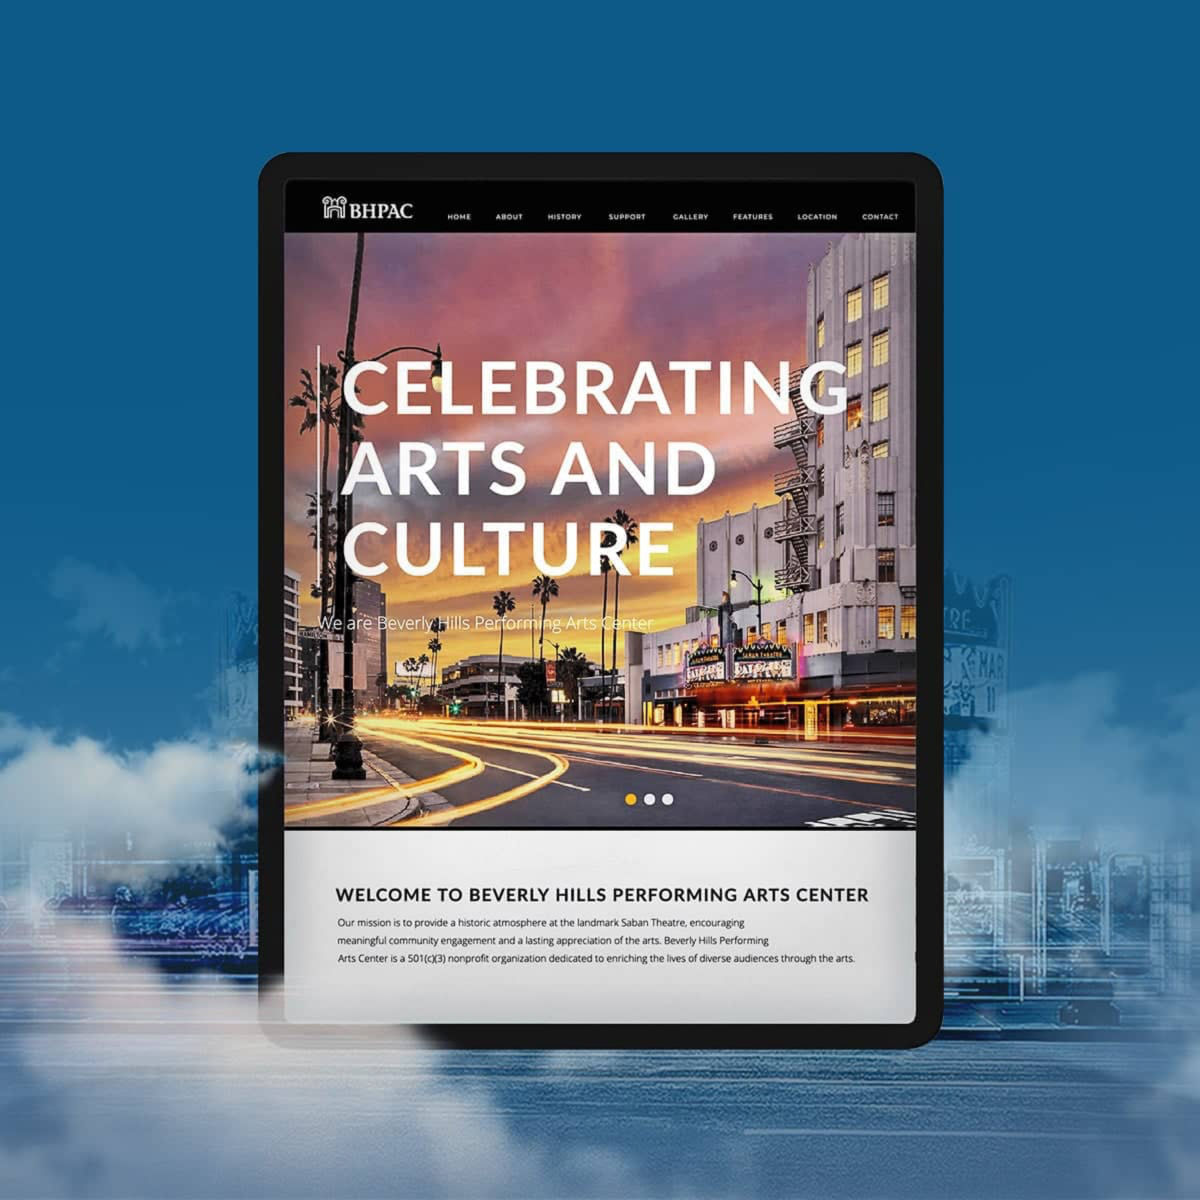 BHPAC
HOME ABOUT HISTORY SUPPORT GALLERY FEATURES LOCATION CONTACT
CELEBRATING
ARTS AND
CULTURE
We are Beverly Hills Performing Arts Center
SABAN THEATRE
WELCOME TO BEVERLY HILLS PERFORMING ARTS CENTER
Our mission is to provide a historic atmosphere at the landmark Saban Theatre, encouraging
meaningful community engagement and a lasting appreciation of the arts. Beverly Hills Performing
Arts Center is a 501(c)(3) nonprofit organization dedicated to enriching the lives of diverse audiences through the arts.
TRE
MAR
11